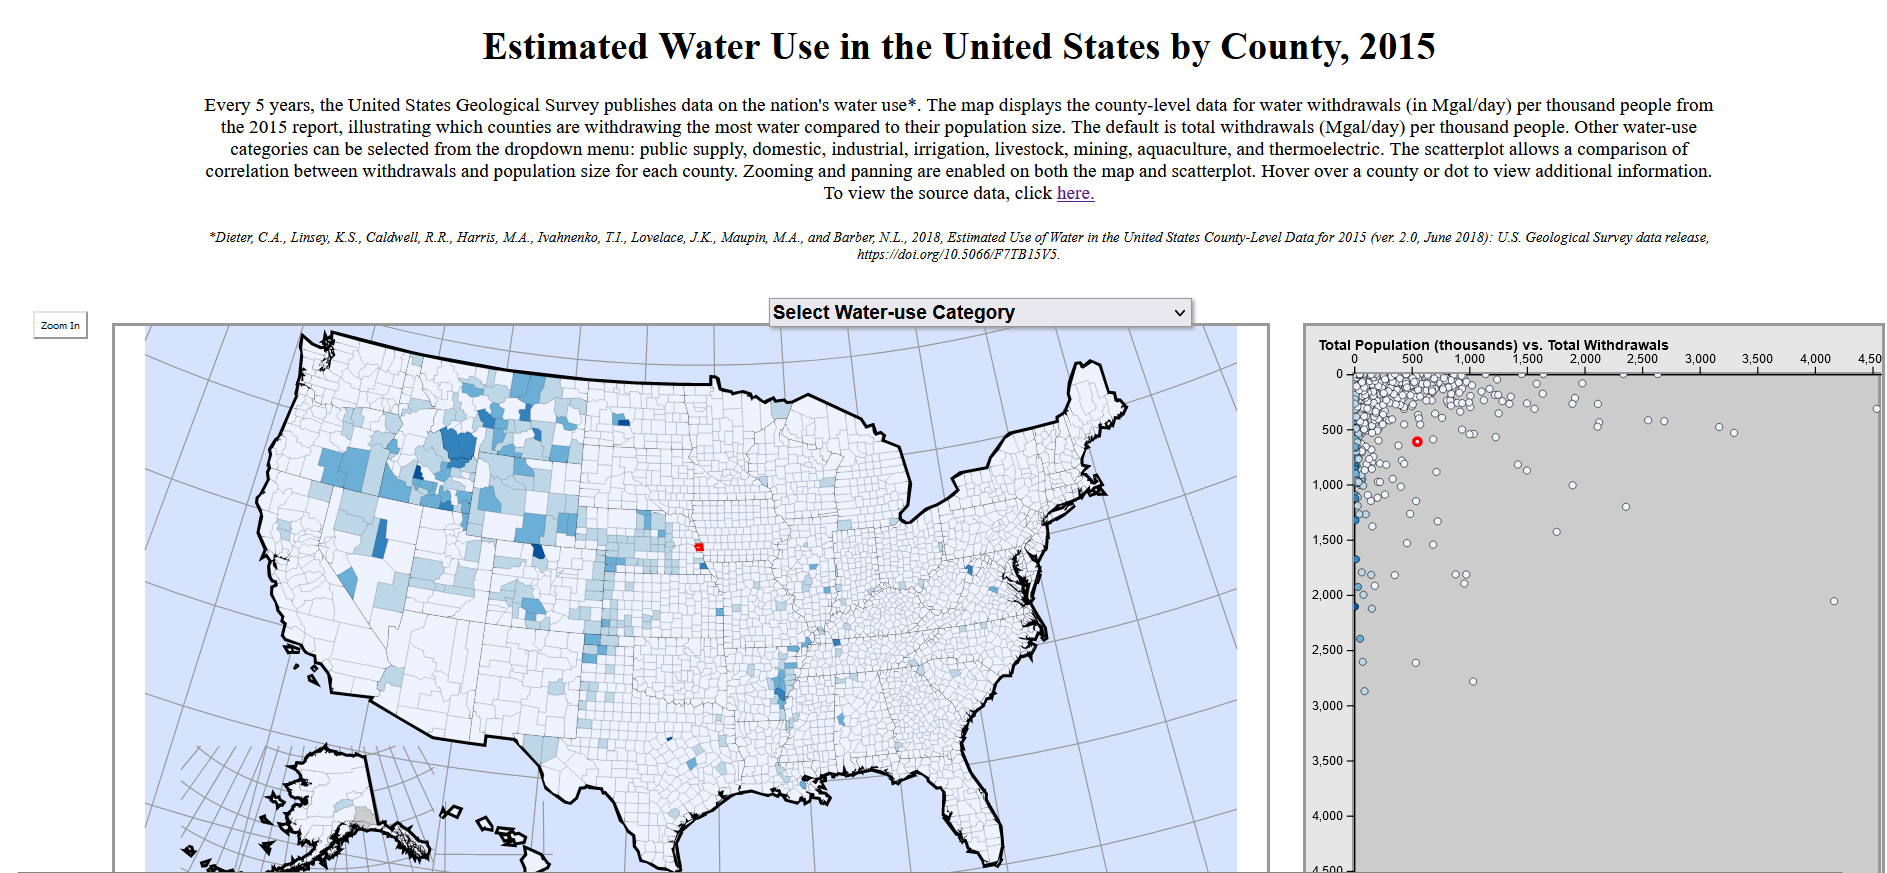 Estimated Water Use in the United States by County, 2015
Every 5 years, the United States Geological Survey publishes data on the nation's water use*. The map displays the county-level data for water withdrawals (in Mgal/day) per thousand people from
the 2015 report, illustrating which counties are withdrawing the most water compared to their population size. The default is total withdrawals (Mgal/day) per thousand people. Other water-use
categories can be selected from the dropdown menu: public supply, domestic, industrial, irrigation, livestock, mining, aquaculture, and thermoelectric. The scatterplot allows a comparison of
correlation between withdrawals and population size for each county. Zooming and panning are enabled on both the map and scatterplot. Hover over a county or dot to view additional information.
To view the source data, click here.
*Dieter, C.A., Linsey, K.S., Caldwell, R.R., Harris, M.A., Ivahnenko, T.I., Lovelace, J.K., Maupin, M.A., and Barber, N.L., 2018, Estimated Use of Water in the United States County-Level Data for 2015 (ver. 2.0, June 2018): U.S. Geological Survey data release,
https://doi.org/10.5066/F7TB15V5.
Zoom In
Select Water-use Category
Total Population (thousands) vs. Total Withdrawals
0 500 1,000 1,500 2,000 2,500 3,000 3,500 4,000 4,50
0
500
1,000
1,500
2,000
2,500
3,000
3,500
4,000
4,500